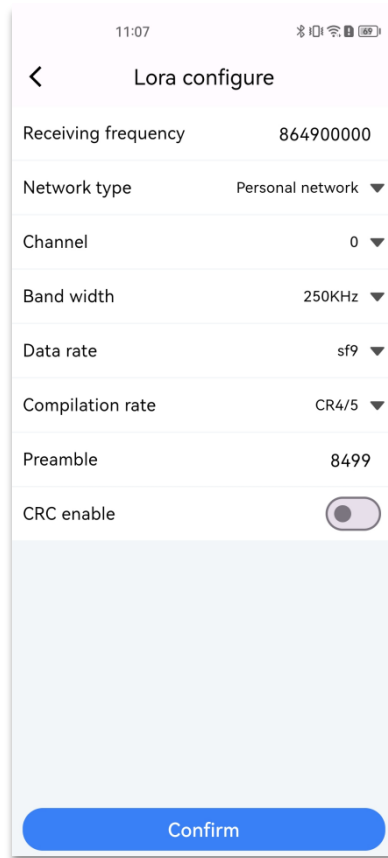 11:07
69
Lora configure
Receiving frequency 864900000
Network type Personal network
Channel 0
Band width 250KHz
Data rate sf9
Compilation rate CR4/5
Preamble 8499
CRC enable
Confirm